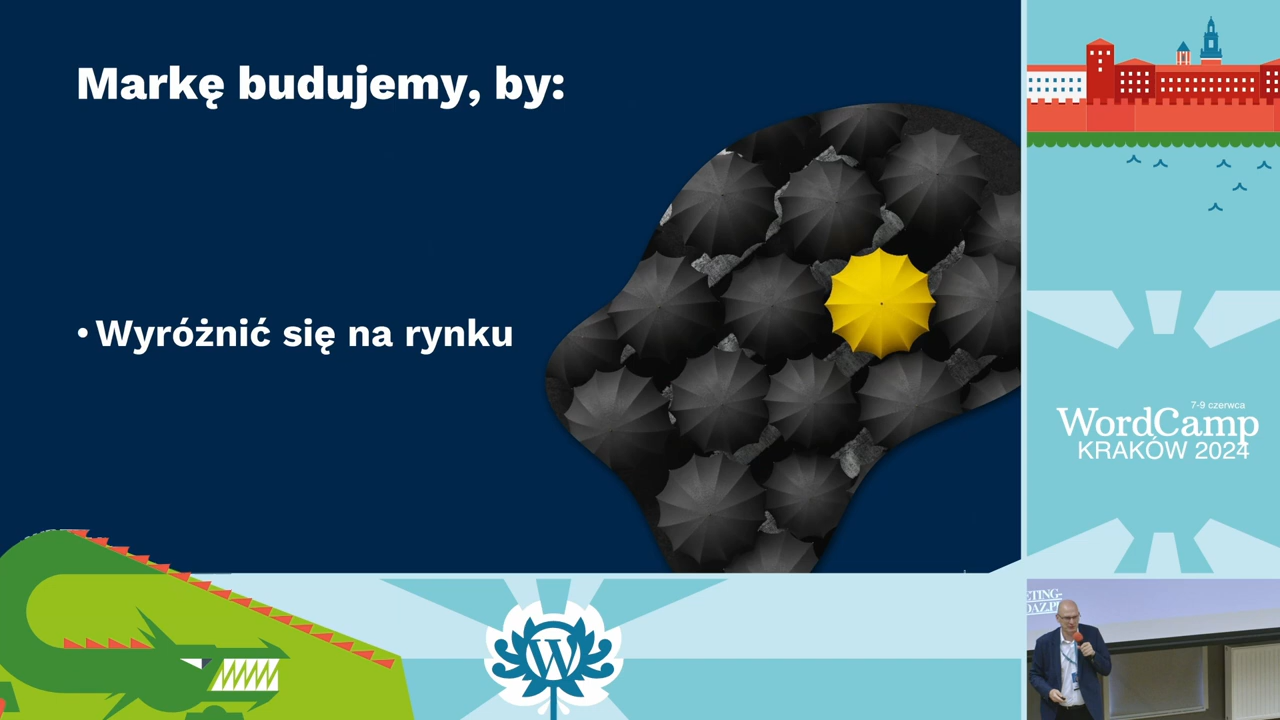 Markę budujemy, by:
• Wyróżnić się na rynku
7-9 czerwca
WordCamp
KRAKÓW 2024
W